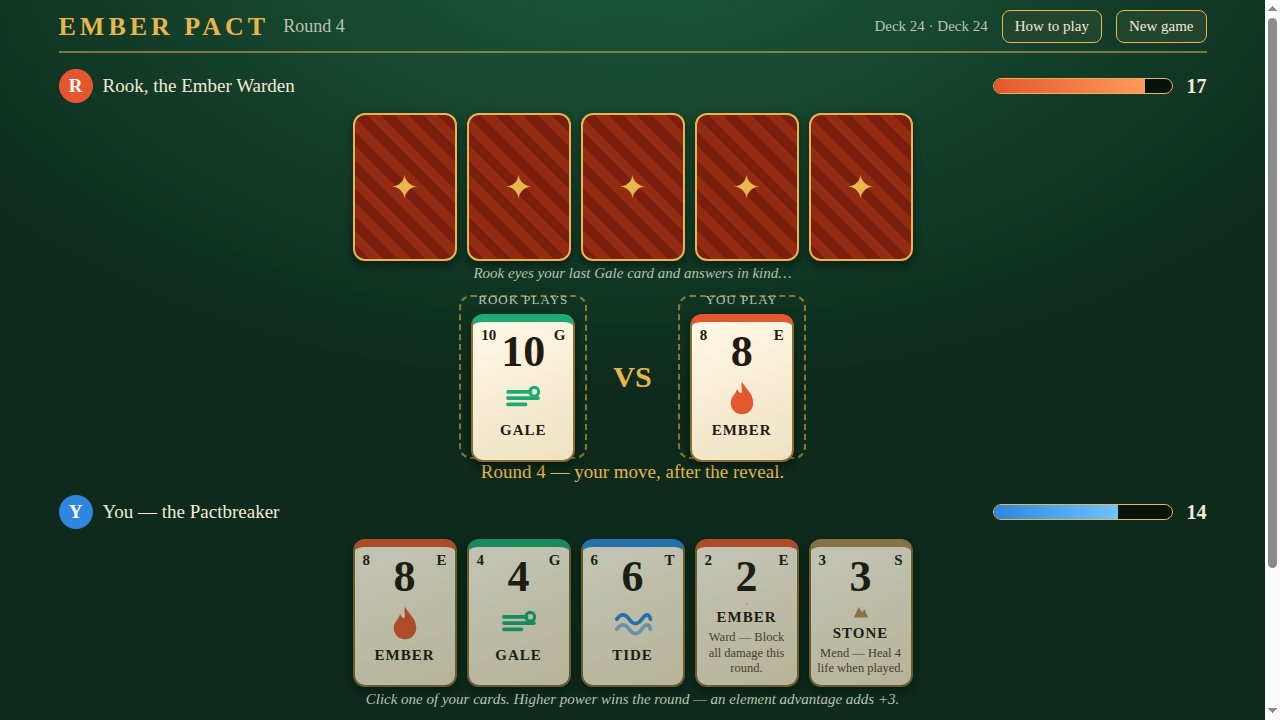 EMBER PACT Round 4 Deck 24 · Deck 24 How to play New game
R Rook, the Ember Warden 17
Rook eyes your last Gale card and answers in kind…
ROOK PLAYS YOU PLAY
10 G 8 E
10 VS 8
GALE EMBER
Round 4 — your move, after the reveal.
Y You — the Pactbreaker 14
8 E
8
EMBER
4 G
4
GALE
6 T
6
TIDE
2 E
2
EMBER
Ward — Block
all damage this
round.
3 S
3
STONE
Mend — Heal 4
life when played.
Click one of your cards. Higher power wins the round — an element advantage adds +3.